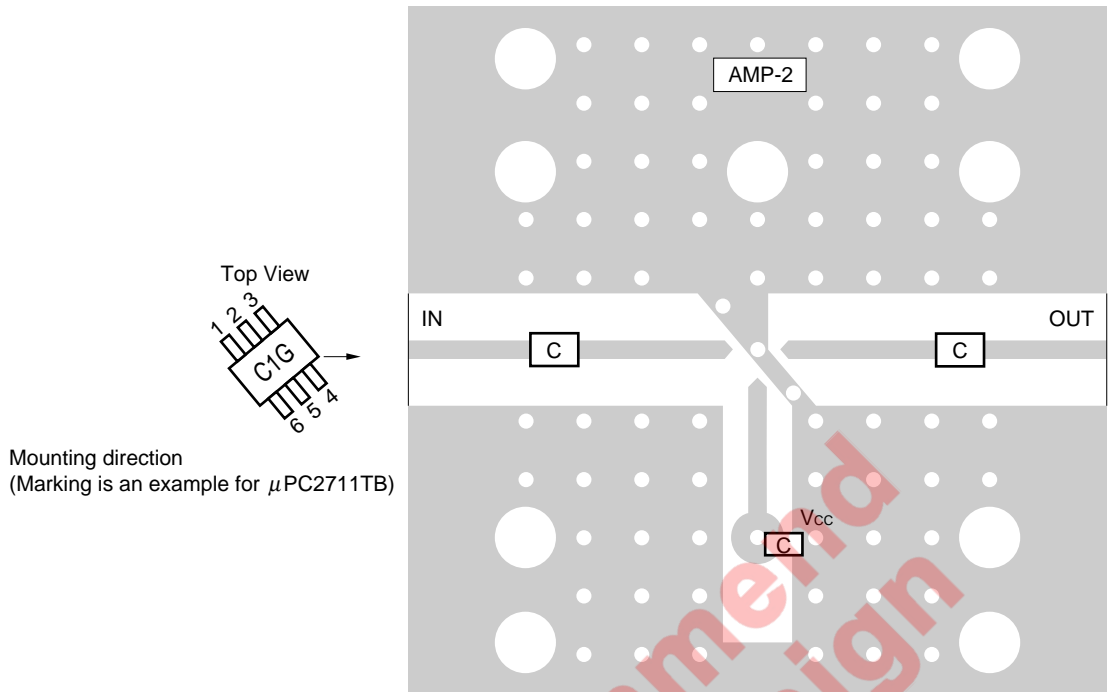 AMP-2
Top View
1 2 3
C1G
6 5 4
IN
OUT
C
C
Mounting direction
(Marking is an example for μPC2711TB)
Vcc
C